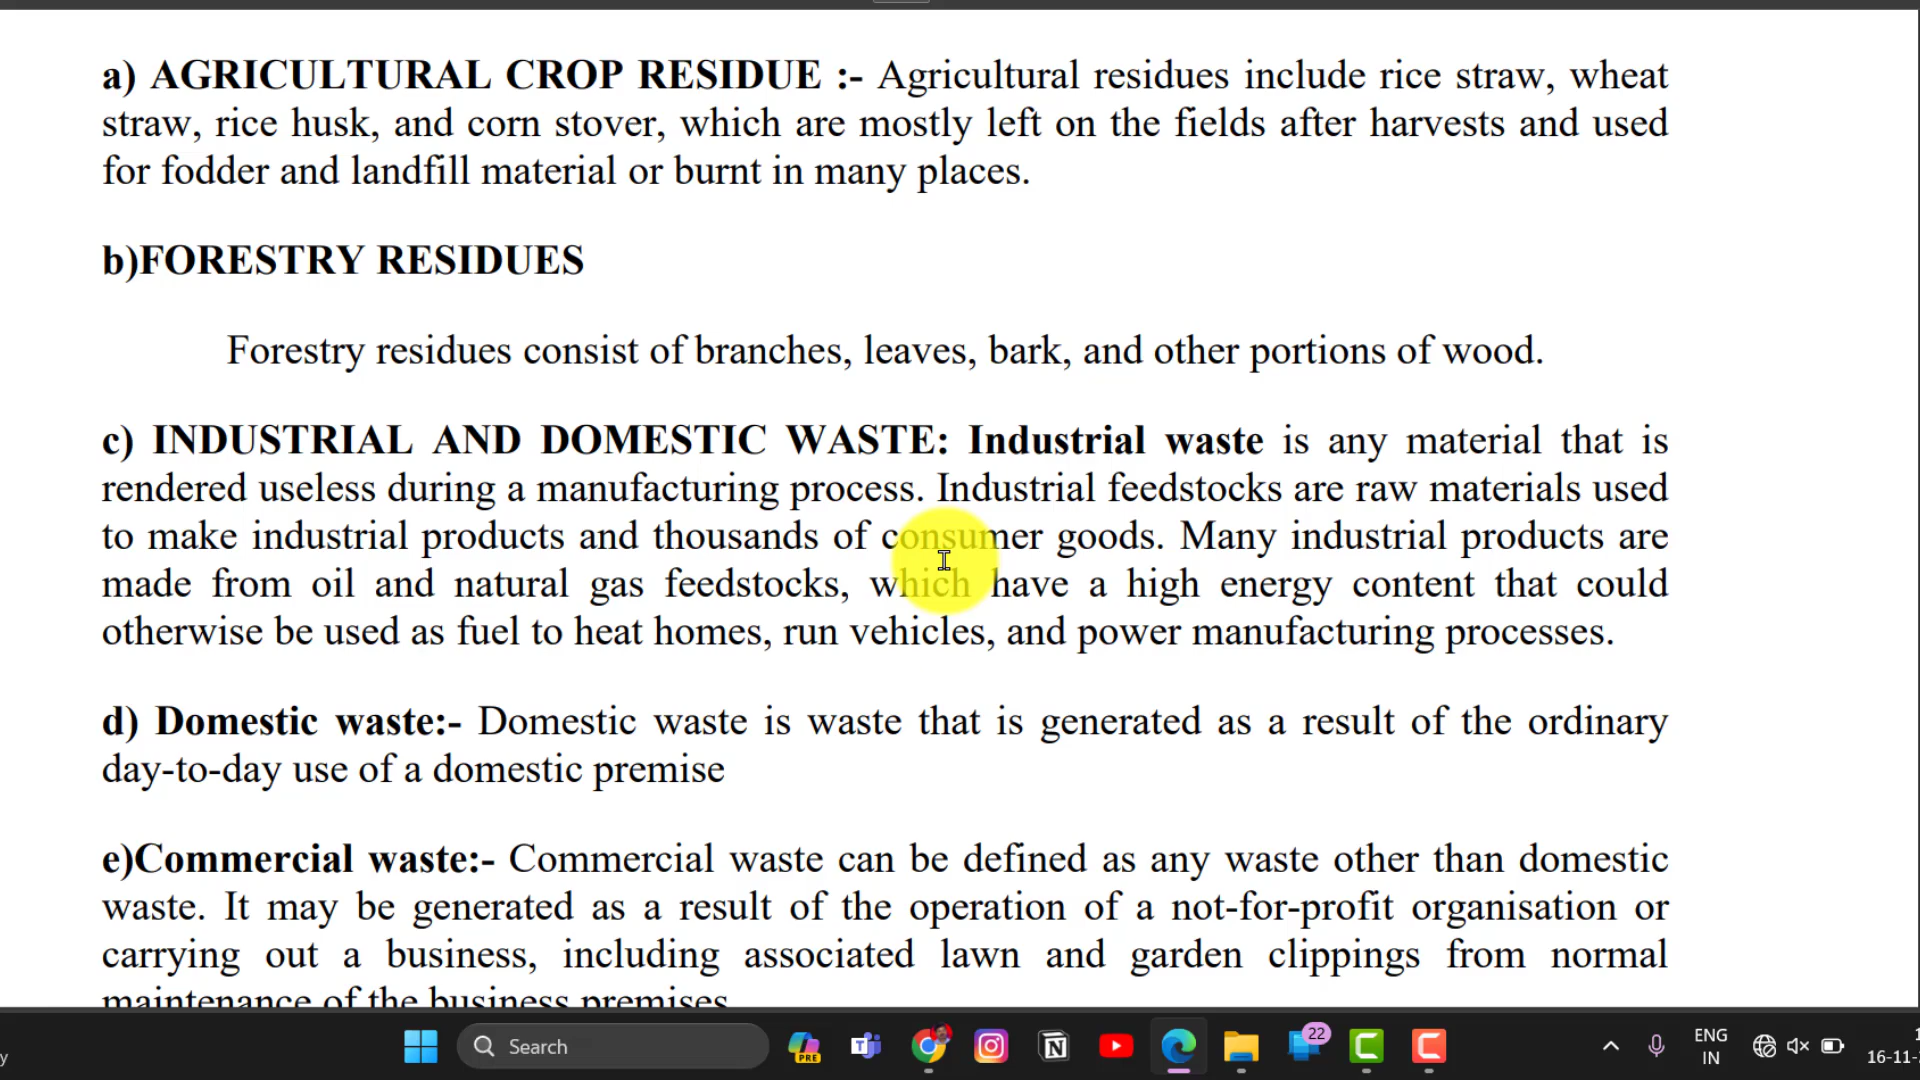 a) AGRICULTURAL CROP RESIDUE :- Agricultural residues include rice straw, wheat
straw, rice husk, and corn stover, which are mostly left on the fields after harvests and used
for fodder and landfill material or burnt in many places.
b)FORESTRY RESIDUES
Forestry residues consist of branches, leaves, bark, and other portions of wood.
c) INDUSTRIAL AND DOMESTIC WASTE: Industrial waste is any material that is
rendered useless during a manufacturing process. Industrial feedstocks are raw materials used
to make industrial products and thousands of consumer goods. Many industrial products are
made from oil and natural gas feedstocks, which have a high energy content that could
otherwise be used as fuel to heat homes, run vehicles, and power manufacturing processes.
d) Domestic waste:- Domestic waste is waste that is generated as a result of the ordinary
day-to-day use of a domestic premise
e)Commercial waste:- Commercial waste can be defined as any waste other than domestic
waste. It may be generated as a result of the operation of a not-for-profit organisation or
carrying out a business, including associated lawn and garden clippings from normal
maintenance of the business premises
Search
PRE
22
ENG
IN
16-11-